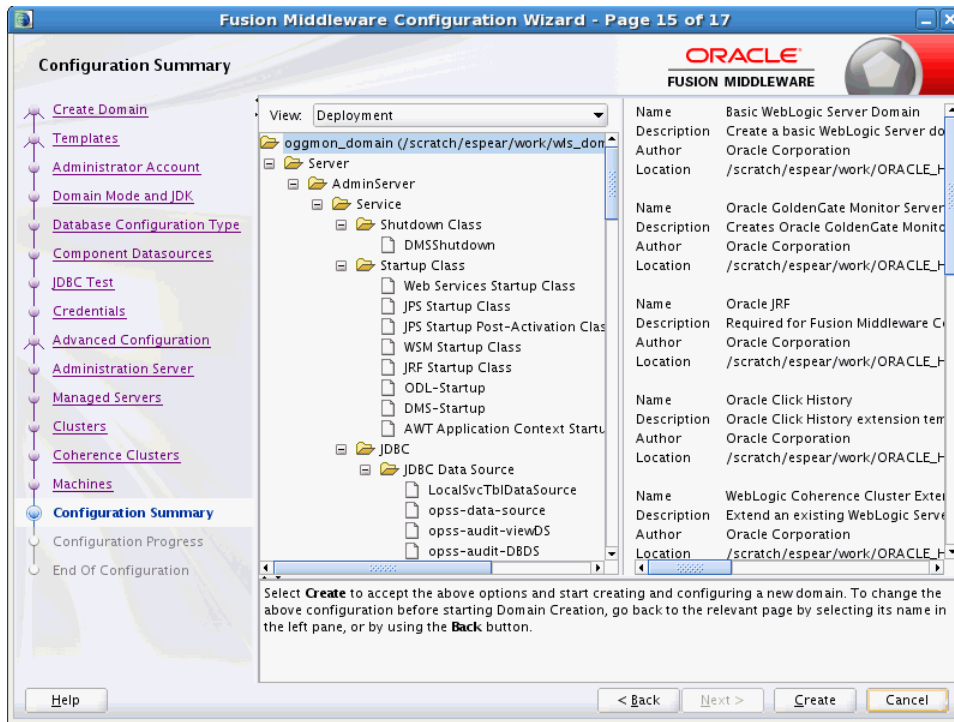 Fusion Middleware Configuration Wizard - Page 15 of 17
Configuration Summary
ORACLE
FUSION MIDDLEWARE
Create Domain
Templates
Administrator Account
Domain Mode and JDK
Database Configuration Type
Component Datasources
JDBC Test
Credentials
Advanced Configuration
Administration Server
Managed Servers
Clusters
Coherence Clusters
Machines
Configuration Summary
Configuration Progress
End Of Configuration
View: Deployment
oggmon_domain (/scratch/espear/work/wls_dom
Server
AdminServer
Service
Shutdown Class
DMSShutdown
Startup Class
Web Services Startup Class
JPS Startup Class
JPS Startup Post-Activation Clas
WSM Startup Class
JRF Startup Class
ODL-Startup
DMS-Startup
AWT Application Context Startu
JDBC
JDBC Data Source
LocalSvcTblDataSource
opss-data-source
opss-audit-viewDS
opss-audit-DBDS
Name Basic WebLogic Server Domain
Description Create a basic WebLogic Server do
Author Oracle Corporation
Location /scratch/espear/work/ORACLE_H
Name Oracle GoldenGate Monitor Server
Description Creates Oracle GoldenGate Monito
Author Oracle Corporation
Location /scratch/espear/work/ORACLE_H
Name Oracle JRF
Description Required for Fusion Middleware Co
Author Oracle Corporation
Location /scratch/espear/work/ORACLE_H
Name Oracle Click History
Description Oracle Click History extension tem
Author Oracle Corporation
Location /scratch/espear/work/ORACLE_H
Name WebLogic Coherence Cluster Exter
Description Extend an existing WebLogic Serve
Author Oracle Corporation
Location /scratch/espear/work/ORACLE_H
Select Create to accept the above options and start creating and configuring a new domain. To change the
above configuration before starting Domain Creation, go back to the relevant page by selecting its name in
the left pane, or by using the Back button.
Help
< Back
Next >
Create
Cancel